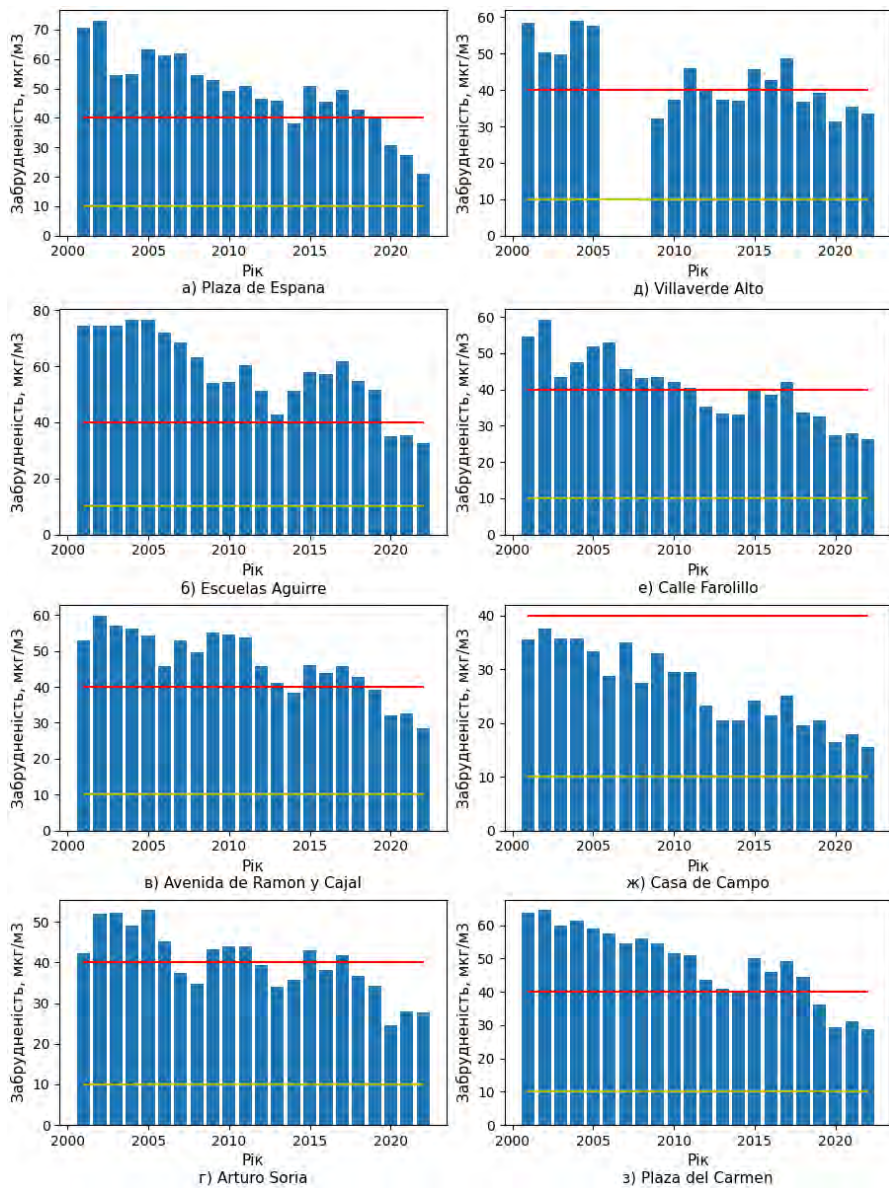 Забрудненість, мкг/м3
70
60
50
40
30
20
10
0
2000 2005 2010 2015 2020
Рік
а) Plaza de Espana
Забрудненість, мкг/м3
60
50
40
30
20
10
0
2000 2005 2010 2015 2020
Рік
д) Villaverde Alto
Забрудненість, мкг/м3
80
60
40
20
0
2000 2005 2010 2015 2020
Рік
б) Escuelas Aguirre
Забрудненість, мкг/м3
60
50
40
30
20
10
0
2000 2005 2010 2015 2020
Рік
е) Calle Farolillo
Забрудненість, мкг/м3
60
50
40
30
20
10
0
2000 2005 2010 2015 2020
Рік
в) Avenida de Ramon y Cajal
Забрудненість, мкг/м3
40
30
20
10
0
2000 2005 2010 2015 2020
Рік
ж) Casa de Campo
Забрудненість, мкг/м3
50
40
30
20
10
0
2000 2005 2010 2015 2020
Рік
г) Arturo Soria
Забрудненість, мкг/м3
60
50
40
30
20
10
0
2000 2005 2010 2015 2020
Рік
з) Plaza del Carmen